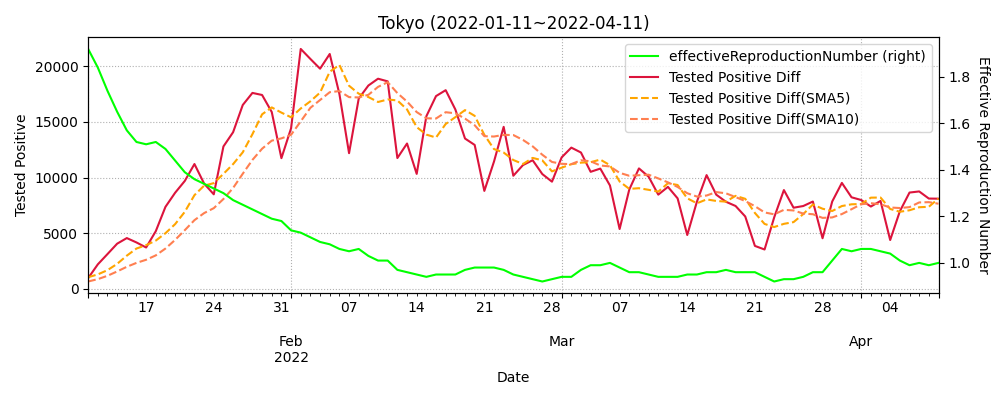 Tokyo (2022-01-11~2022-04-11)
effectiveReproductionNumber (right)
Tested Positive Diff
Tested Positive Diff(SMA5)
Tested Positive Diff(SMA10)
Tested Positive
20000
15000
10000
5000
0
Effective Reproduction Number
1.8
1.6
1.4
1.2
1.0
17 24 31 07 14 21 28 07 14 21 28 04
Feb Mar Apr
2022
Date